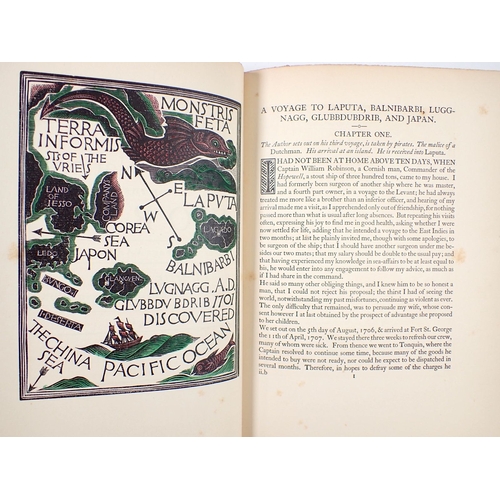 MONSTRIS
FETA
TERRA
INFORMIS
STS OF THE
VRIES
N
E
W
S
LAND
OF
JESSO
COMPANYS
LAND
LAPUTA
COREA
SEA
JAPON
LAGADO
BALNIBARBI
LVGNAGG. A.D.
GLVBBDVBDRIB 1701
DISCOVERED
THE CHINA
SEA
PACIFIC OCEAN
A VOYAGE TO LAPUTA, BALNIBARBI, LUGG-
NAGG, GLUBBDUBDRIB, AND JAPAN.
CHAPTER ONE.
The Author sets out on his third voyage, is taken by pirates. The malice of a
Dutchman. His arrival at an island. He is received into Laputa.
I HAD NOT BEEN AT HOME ABOVE TEN DAYS, WHEN
Captain William Robinson, a Cornish man, Commander of the
Hopewell, a stout ship of three hundred tons, came to my house. I
had formerly been surgeon of another ship where he was master,
and a fourth part owner, in a voyage to the Levant; he had always
treated me more like a brother than an inferior officer, and hearing of
my arrival made me a visit, as I apprehended only out of friendship, for nothing
passed more than what is usual after long absences. But repeating his visits
often, expressing his joy to find me in good health, asking whether I were
now settled for life, adding that he intended a voyage to the East Indies in
two months; at last he plainly invited me, though with some apologies, to
be surgeon of the ship; that I should have another surgeon under me be-
sides our two mates; that my salary should be double to the usual pay; and
that having experienced my knowledge in sea-affairs to be at least equal to
his, he would enter into any engagement to follow my advice, as much as
if I had share in the command.
He said so many other obliging things, and I knew him to be so honest
a man, that I could not reject his proposal; the thirst I had of seeing the
world, notwithstanding my past misfortunes, continuing as violent as ever.
The only difficulty that remained, was to persuade my wife, whose con-
sent however I at last obtained by the prospect of advantage she proposed
to her children.
We set out on the 5th day of August, 1706, & arrived at Fort St. George
the 11th of April, 1707. We stayed there three weeks to refresh our crew,
many of whom were sick. From thence we went to Tonquin, where the
Captain resolved to continue some time, because many of the goods he
intended to buy were not ready, nor could he expect to be dispatched in
several months. Therefore, in hopes to defray some of the charges he
ii.b
1